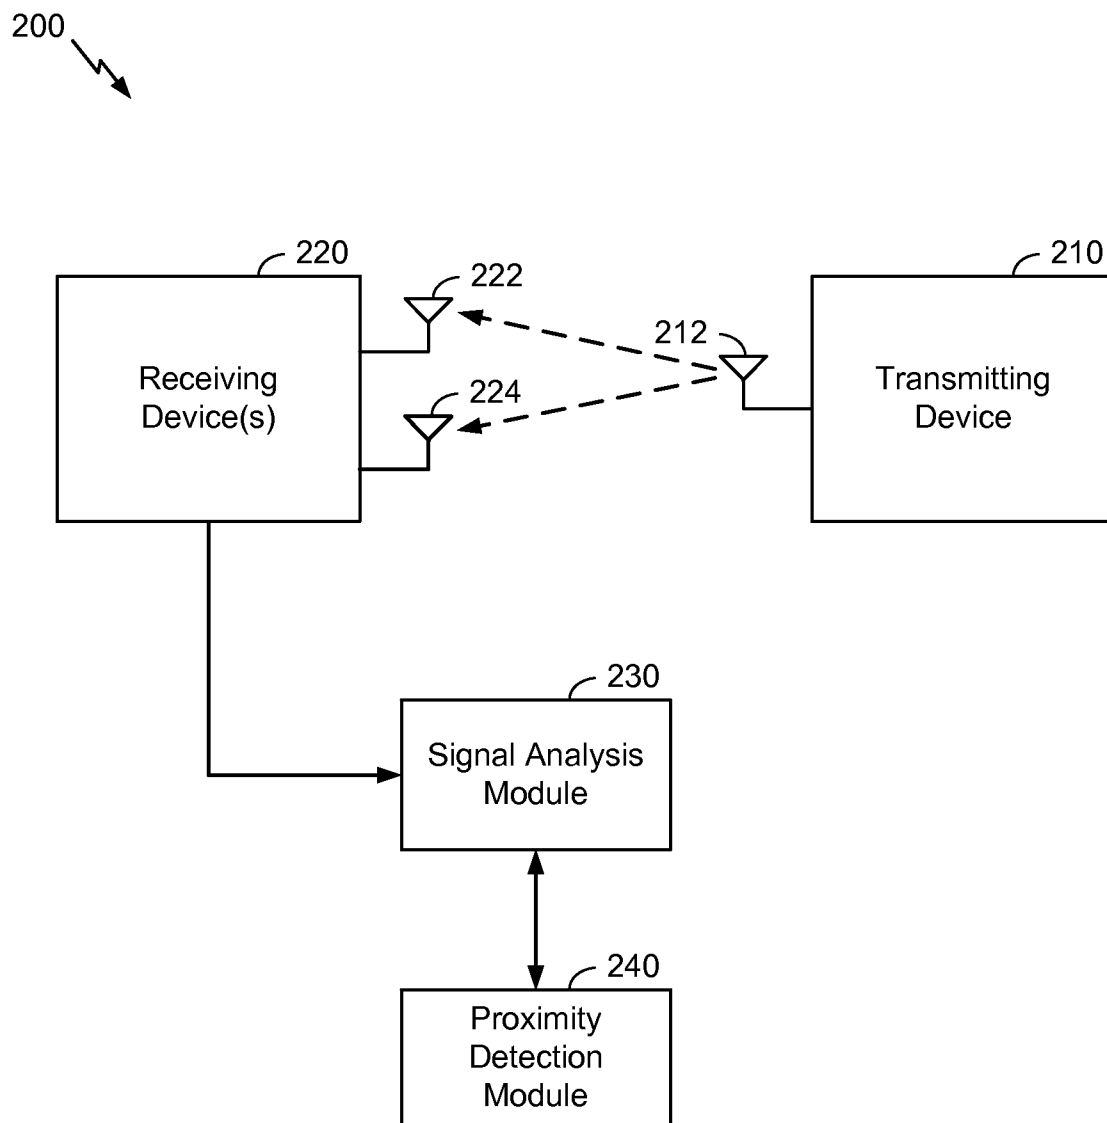 200
220
222
212
210
Receiving
Device(s)
224
Transmitting
Device
230
Signal Analysis
Module
240
Proximity
Detection
Module